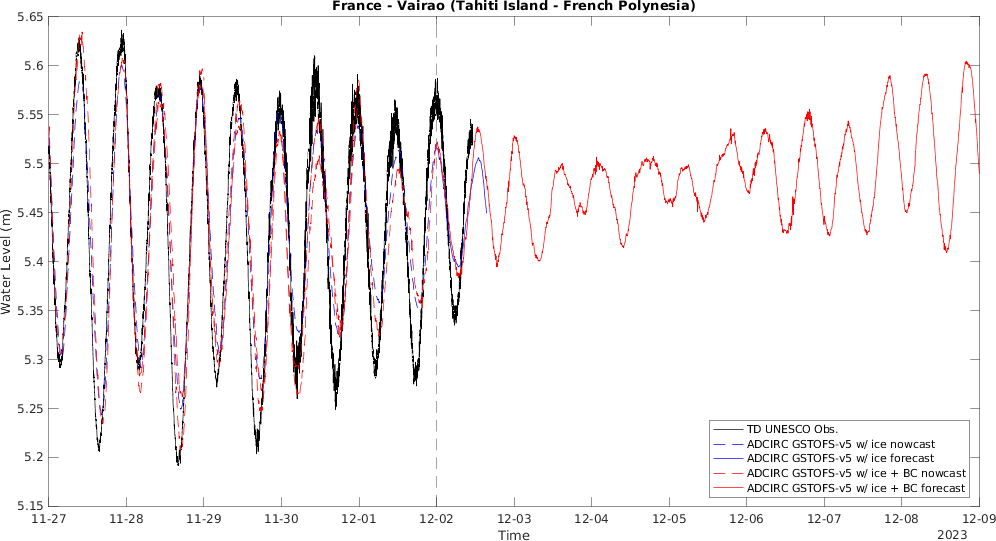 France - Vairao (Tahiti Island - French Polynesia)
5.65
5.6
5.55
5.5
5.45
5.4
5.35
5.3
5.25
5.2
5.15
Water Level (m)
TD UNESCO Obs.
ADCIRC GSTOFS-v5 w/ ice nowcast
ADCIRC GSTOFS-v5 w/ ice forecast
ADCIRC GSTOFS-v5 w/ ice + BC nowcast
ADCIRC GSTOFS-v5 w/ ice + BC forecast
11-27 11-28 11-29 11-30 12-01 12-02 12-03 12-04 12-05 12-06 12-07 12-08 12-09
Time
2023